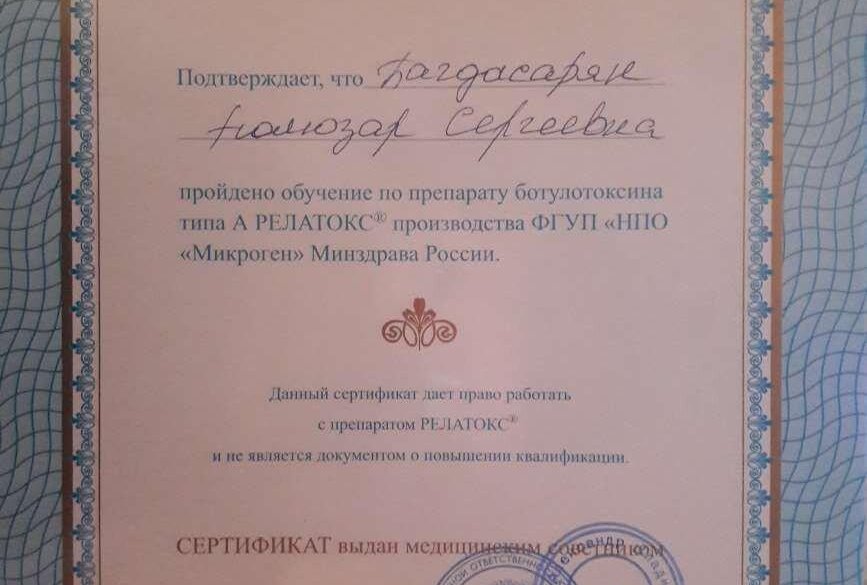 Подтверждает, что Багдасарян
Гюлюзар Сергеевна
пройдено обучение по препарату ботулотоксина
типа А РЕЛАТОКС® производства ФГУП «НПО
«Микроген» Минздрава России.
Данный сертификат дает право работать
с препаратом РЕЛАТОКС®
и не является документом о повышении квалификации.
СЕРТИФИКАТ выдан медицинским советником